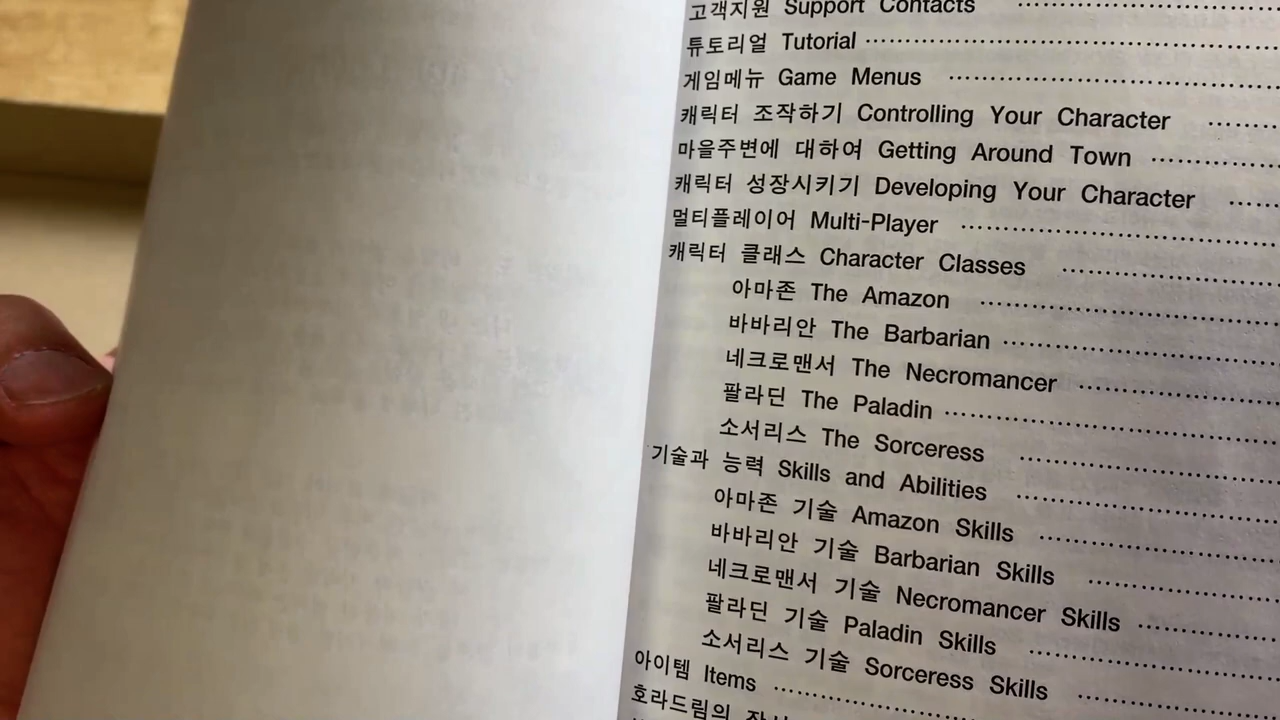 고객지원 Support Contacts ..........
튜토리얼 Tutorial ..........
게임메뉴 Game Menus ..........
캐릭터 조작하기 Controlling Your Character ..........
마을주변에 대하여 Getting Around Town ..........
캐릭터 성장시키기 Developing Your Character ..........
멀티플레이어 Multi-Player ..........
캐릭터 클래스 Character Classes ..........
아마존 The Amazon ..........
바바리안 The Barbarian ..........
네크로맨서 The Necromancer ..........
팔라딘 The Paladin ..........
소서리스 The Sorceress ..........
기술과 능력 Skills and Abilities ..........
아마존 기술 Amazon Skills ..........
바바리안 기술 Barbarian Skills ..........
네크로맨서 기술 Necromancer Skills ..........
팔라딘 기술 Paladin Skills ..........
소서리스 기술 Sorceress Skills ..........
아이템 Items ..........
호라드림의